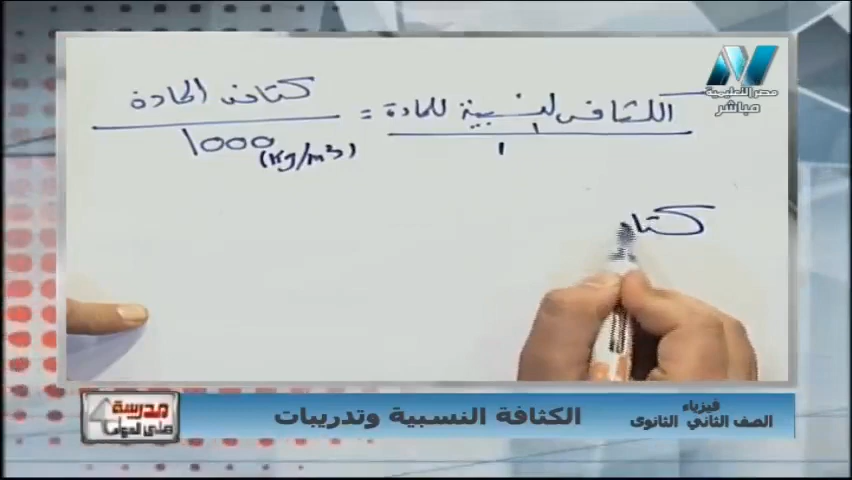 مصر التعليمية
مباشر
الكثافة النسبية للمادة = كثافة المادة
1
1000 (Kg/m3)
كثا
فيزياء
الصف الثاني الثانوى
الكثافة النسبية وتدريبات
مدرسة
على الهواء